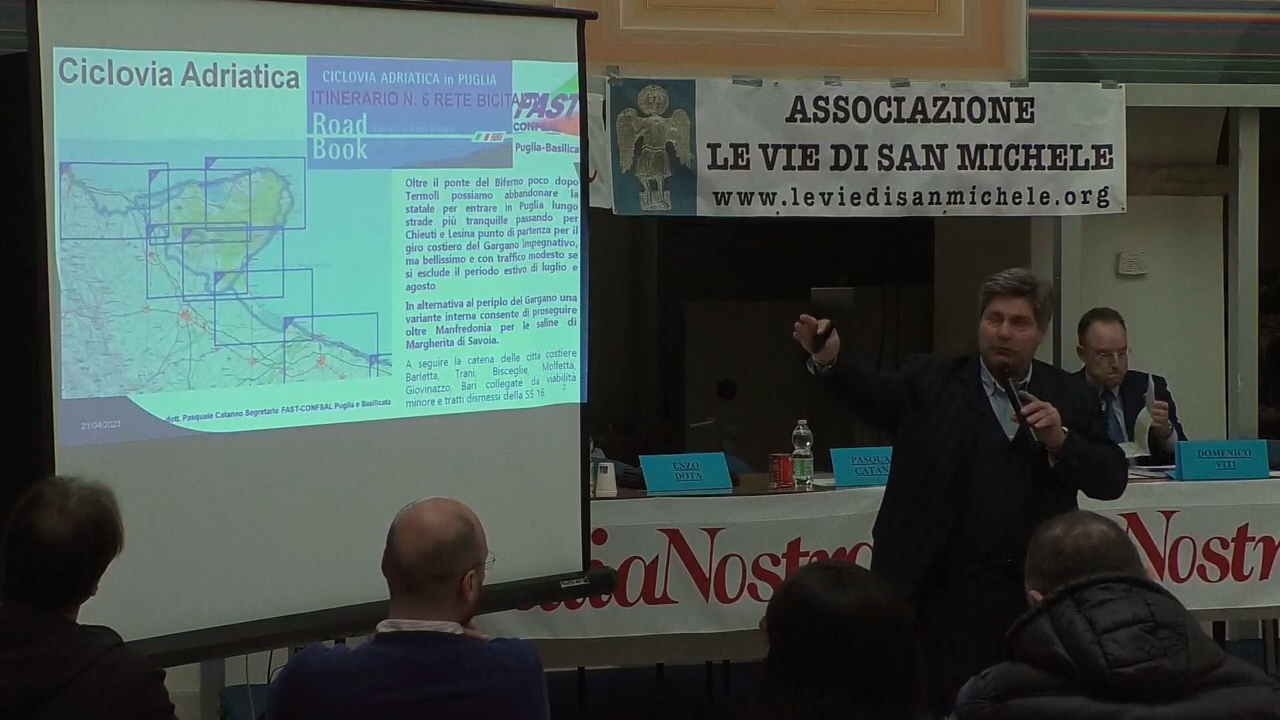 Ciclovia Adriatica
CICLOVIA ADRIATICA in PUGLIA
ITINERARIO N. 6 RETE BICITA
FAST
Road
Book
Puglia-Basilica
Oltre il ponte del Biferno poco dopo
Termoli possiamo abbandonare la
statale per entrare in Puglia lungo
strade più tranquille passando per
Chieuti e Lesina punto di partenza per il
giro costiero del Gargano impegnativo,
ma bellissimo e con traffico modesto se
si esclude il periodo estivo di luglio e
agosto
In alternativa al periplo del Gargano una
variante interna consente di proseguire
oltre Manfredonia per le saline di
Margherita di Savoia.
A seguire la catena delle città costiere
Barletta, Trani, Bisceglie, Molfetta,
Giovinazzo, Bari collegate da viabilità
minore e tratti dismessi della SS 16
2
21/04/2023
dott. Pasquale Cataneo Segretario FAST-CONFSAL Puglia e Basilicata
ASSOCIAZIONE
LE VIE DI SAN MICHELE
www.leviedisanmichele.org
ENZO
DOTA
PASQUA
CATAN
DOMENICO
VITI
liaNostra
Nostr